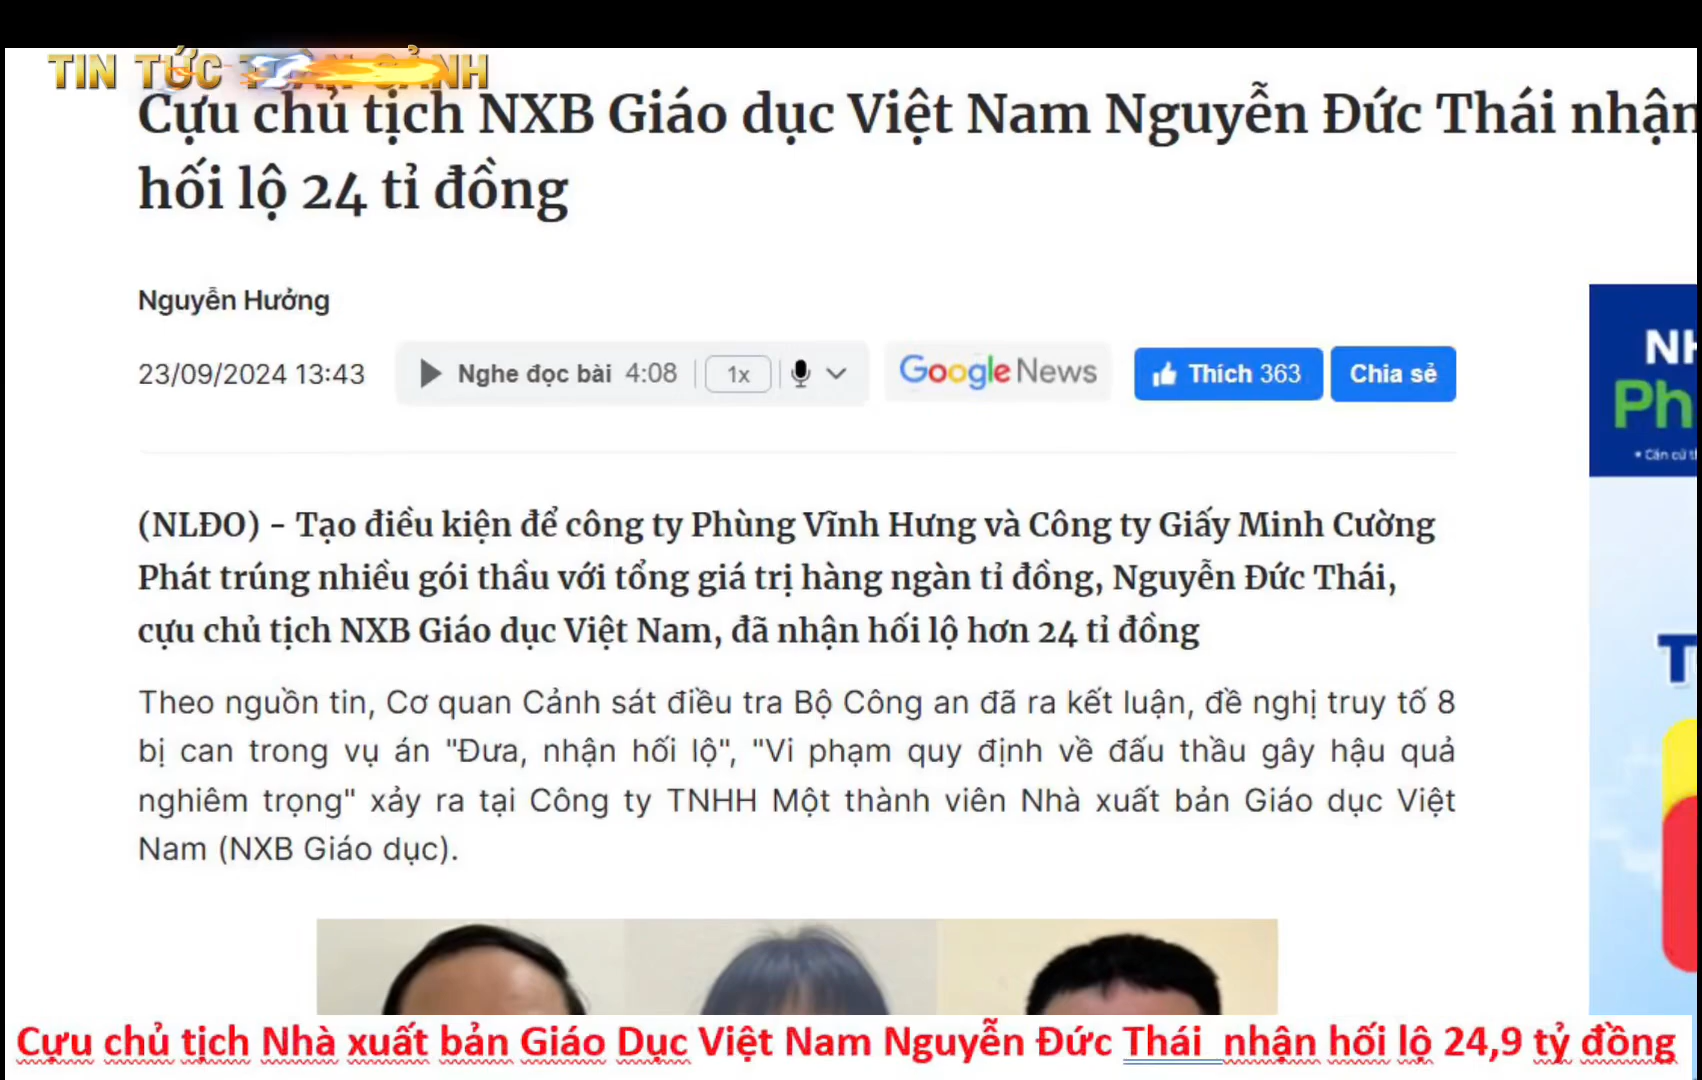 TIN TỨC TOÀN CẢNH
Cựu chủ tịch NXB Giáo dục Việt Nam Nguyễn Đức Thái nhận
hối lộ 24 tỉ đồng
Nguyễn Hưởng
23/09/2024 13:43 Nghe đọc bài 4:08 1x Google News Thích 363 Chia sẻ
Ph
• Căn cứ
(NLĐO) - Tạo điều kiện để công ty Phùng Vĩnh Hưng và Công ty Giấy Minh Cường
Phát trúng nhiều gói thầu với tổng giá trị hàng ngàn tỉ đồng, Nguyễn Đức Thái,
cựu chủ tịch NXB Giáo dục Việt Nam, đã nhận hối lộ hơn 24 tỉ đồng
Theo nguồn tin, Cơ quan Cảnh sát điều tra Bộ Công an đã ra kết luận, đề nghị truy tố 8
bị can trong vụ án "Đưa, nhận hối lộ", "Vi phạm quy định về đấu thầu gây hậu quả
nghiêm trọng" xảy ra tại Công ty TNHH Một thành viên Nhà xuất bản Giáo dục Việt
Nam (NXB Giáo dục).
Cựu chủ tịch Nhà xuất bản Giáo Dục Việt Nam Nguyễn Đức Thái nhận hối lộ 24,9 tỷ đồng